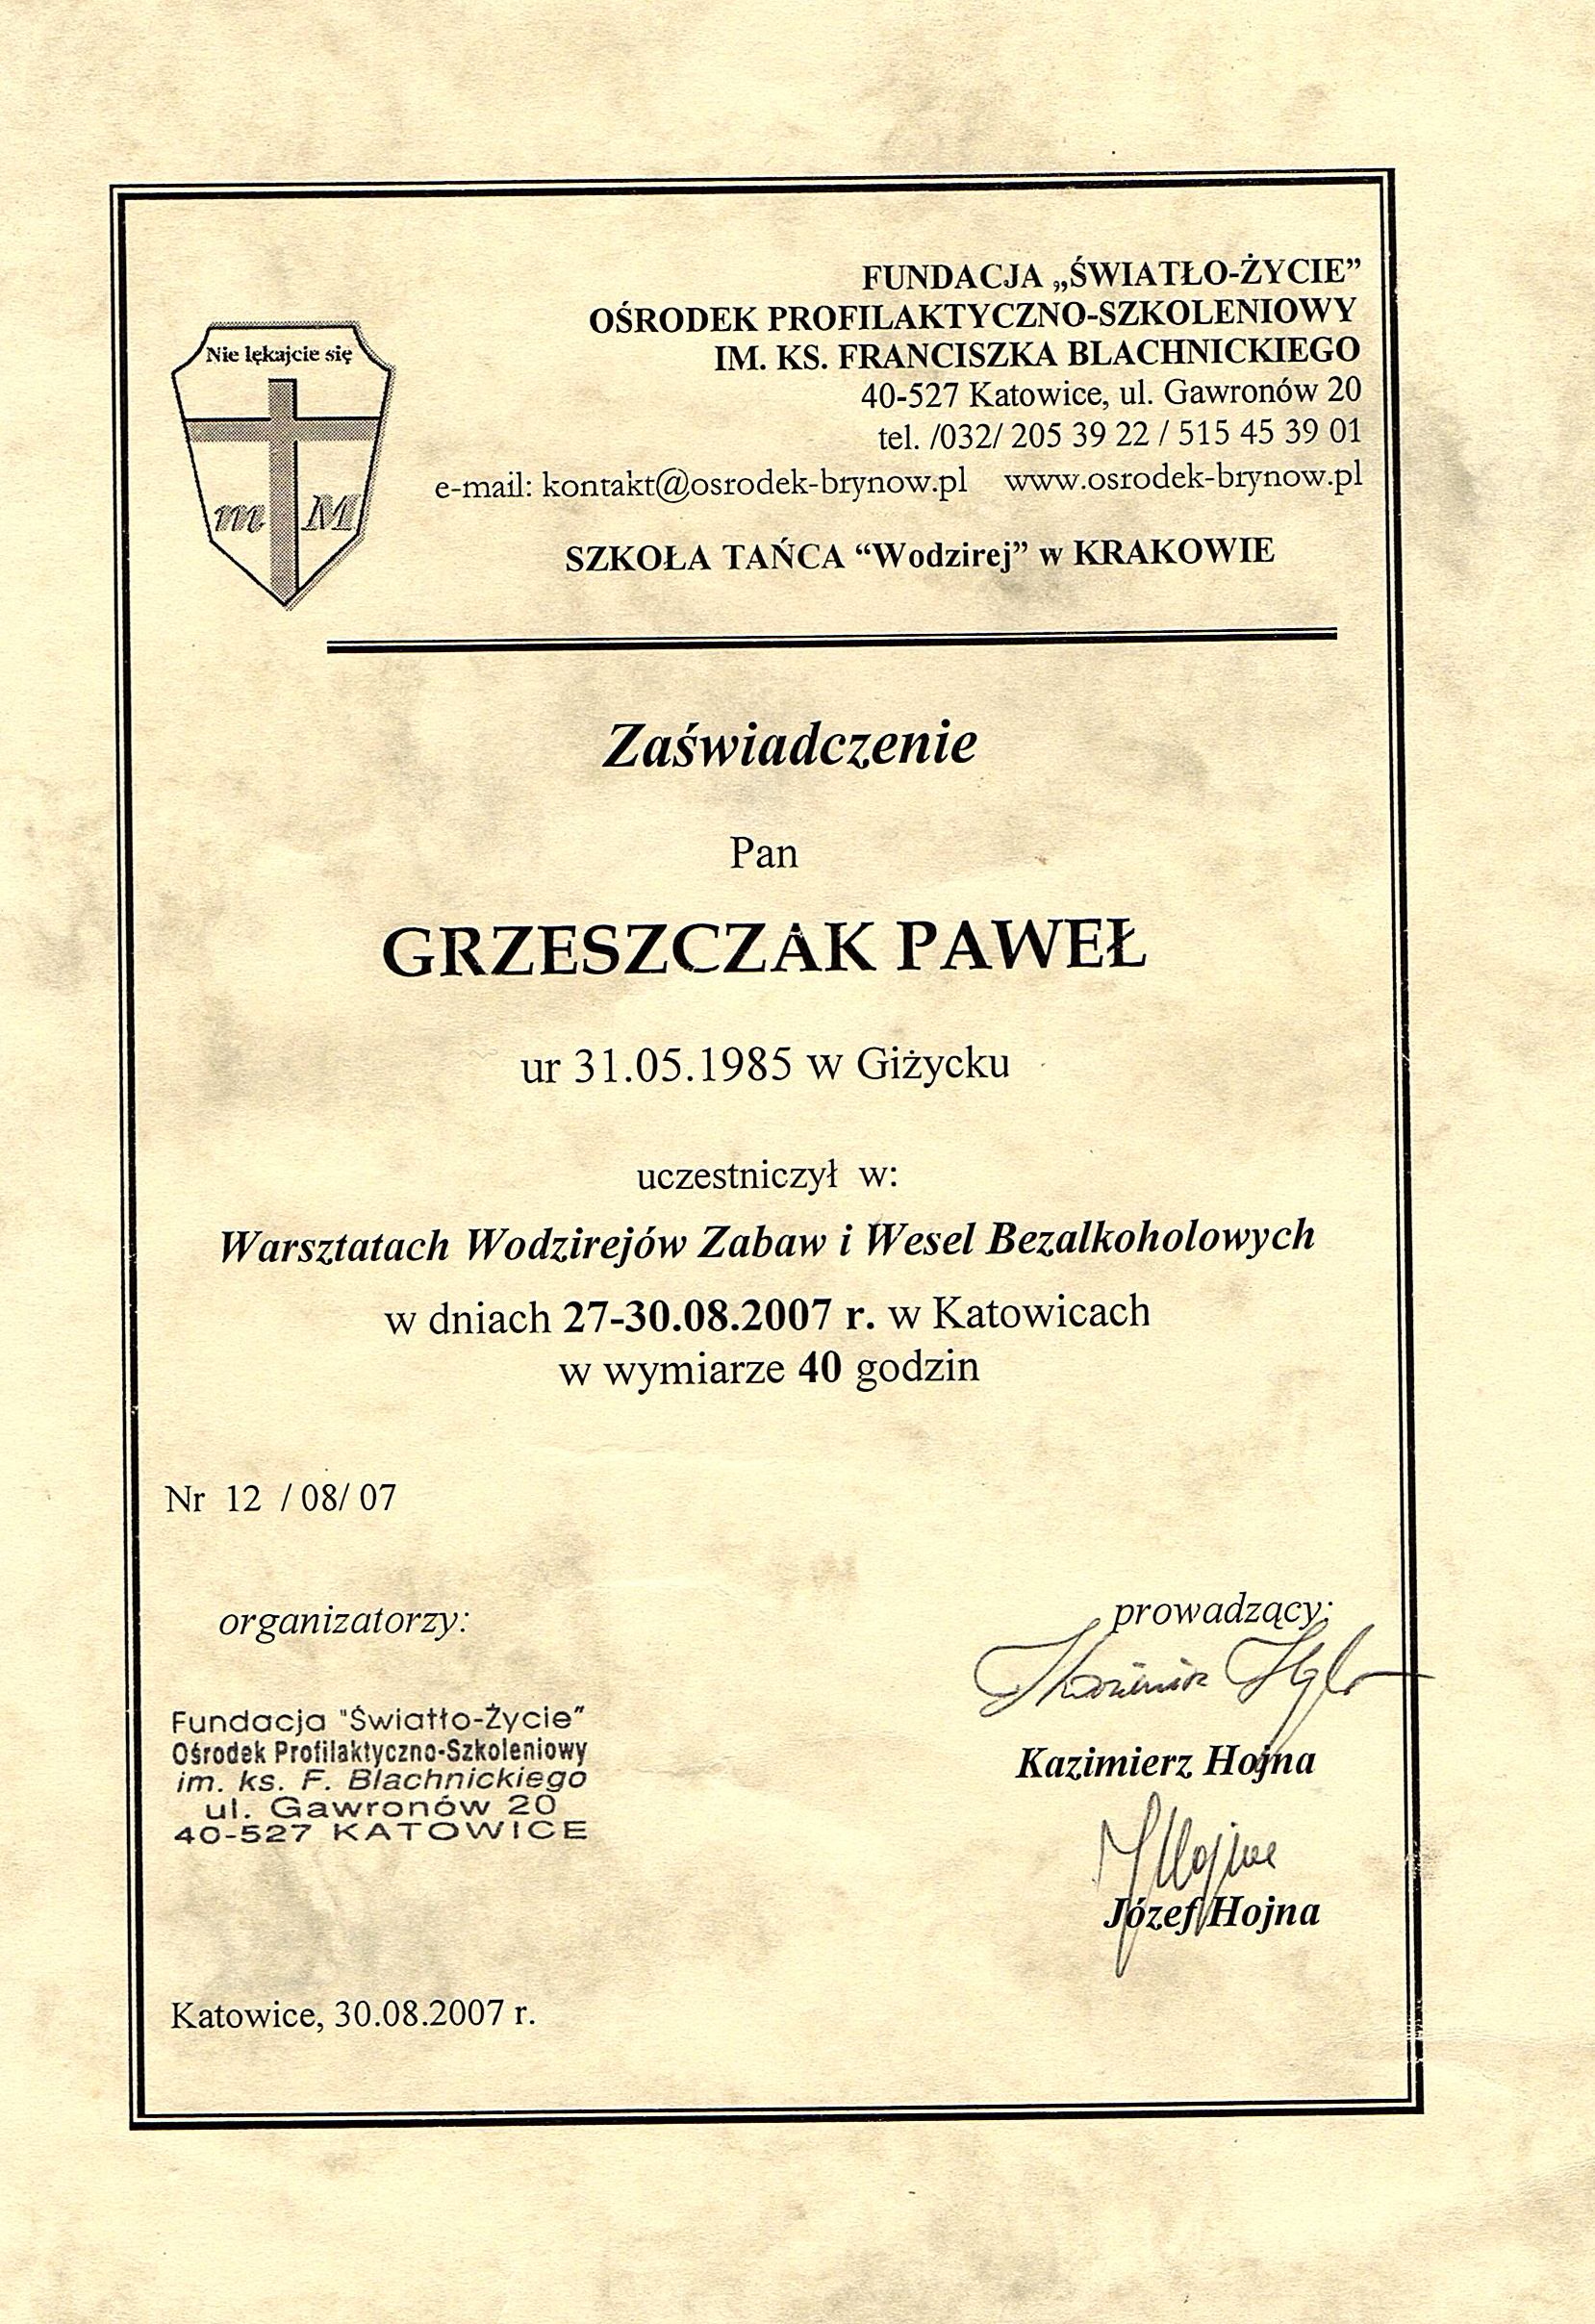 FUNDACJA „ŚWIATŁO-ŻYCIE”
OŚRODEK PROFILAKTYCZNO-SZKOLENIOWY
IM. KS. FRANCISZKA BLACHNICKIEGO
40-527 Katowice, ul. Gawronów 20
tel. /032/ 205 39 22 / 515 45 39 01
e-mail: kontakt@osrodek-brynow.pl www.osrodek-brynow.pl
SZKOŁA TAŃCA “Wodzirej” w KRAKOWIE
Nie lękajcie się
m M
Zaświadczenie
Pan
GRZESZCZAK PAWEŁ
ur 31.05.1985 w Giżycku
uczestniczył w:
Warsztatach Wodzirejów Zabaw i Wesel Bezalkoholowych
w dniach 27-30.08.2007 r. w Katowicach
w wymiarze 40 godzin
Nr 12 / 08/ 07
organizatorzy:
Fundacja "Światło-Życie"
Ośrodek Profilaktyczno-Szkoleniowy
im. ks. F. Blachnickiego
ul. Gawronów 20
40-527 KATOWICE
prowadzący:
Kazimierz Hojna
Józef Hojna
Katowice, 30.08.2007 r.